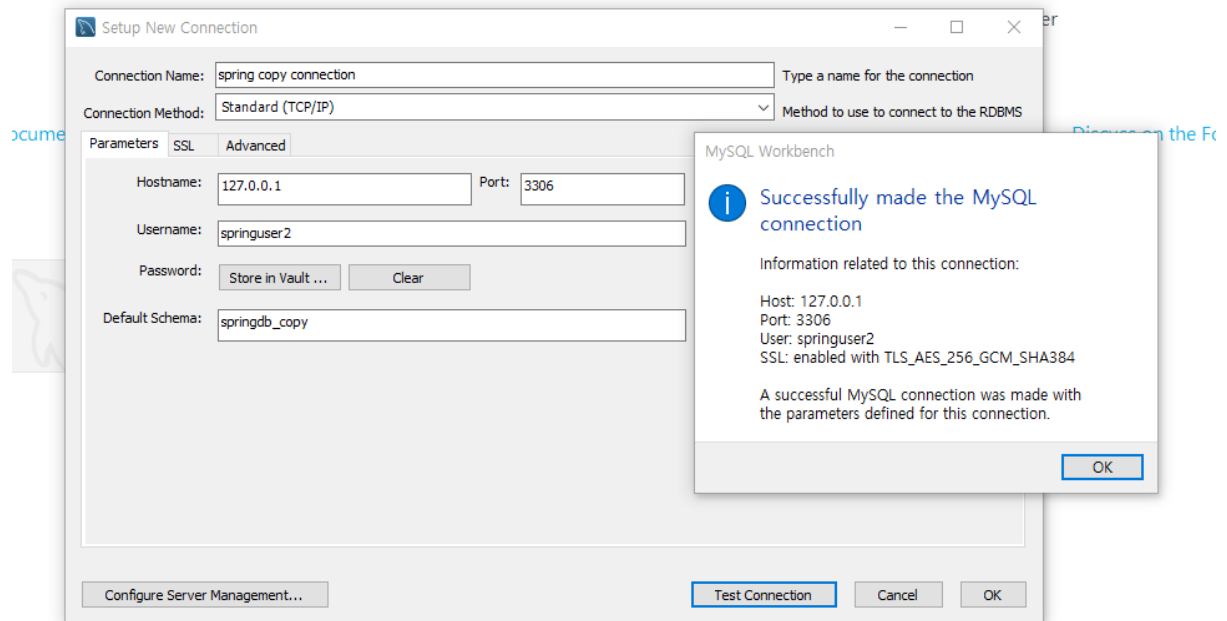 Setup New Connection
er
Connection Name: spring copy connection Type a name for the connection
Connection Method: Standard (TCP/IP) Method to use to connect to the RDBMS
Parameters SSL Advanced
Hostname: 127.0.0.1 Port: 3306
Username: springuser2
Password: Store in Vault ... Clear
Default Schema: springdb_copy
MySQL Workbench
Successfully made the MySQL
connection
Information related to this connection:
Host: 127.0.0.1
Port: 3306
User: springuser2
SSL: enabled with TLS_AES_256_GCM_SHA384
A successful MySQL connection was made with
the parameters defined for this connection.
OK
Configure Server Management... Test Connection Cancel OK
ocume
n the Fo